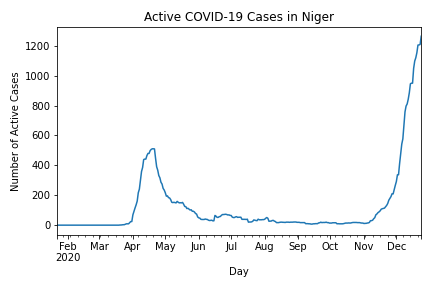 Active COVID-19 Cases in Niger
Number of Active Cases
1200
1000
800
600
400
200
0
Feb Mar Apr May Jun Jul Aug Sep Oct Nov Dec
2020
Day